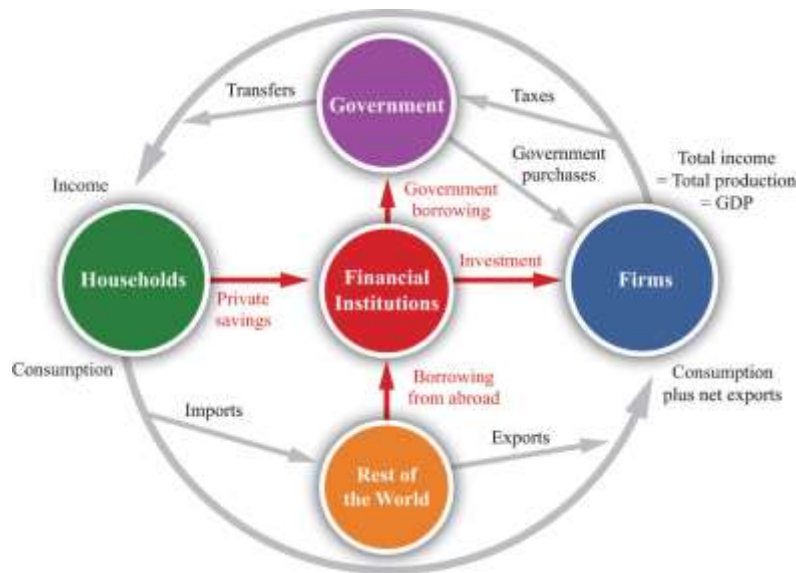 Government
Transfers
Taxes
Government
purchases
Total income
= Total production
= GDP
Income
Government
borrowing
Households
Private
savings
Financial
Institutions
Investment
Firms
Consumption
Borrowing
from abroad
Consumption
plus net exports
Imports
Exports
Rest of
the World